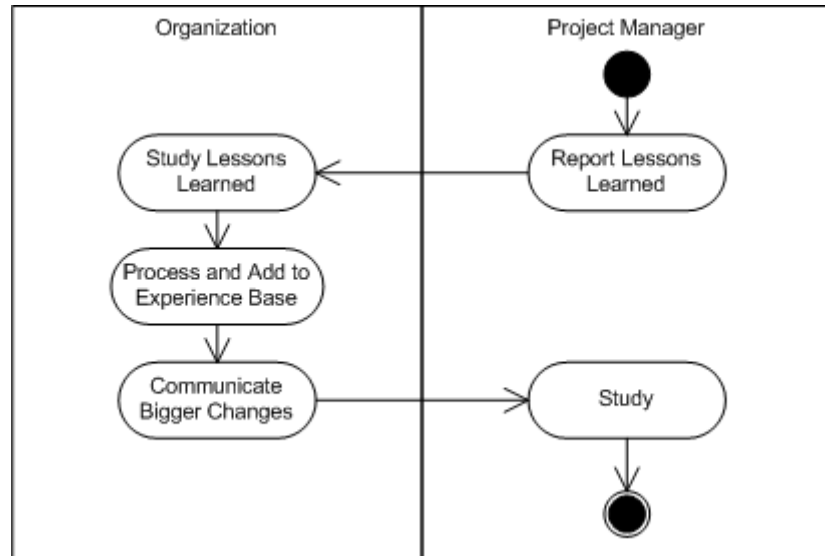 Organization
Project Manager
Study Lessons
Learned
Report Lessons
Learned
Process and Add to
Experience Base
Communicate
Bigger Changes
Study